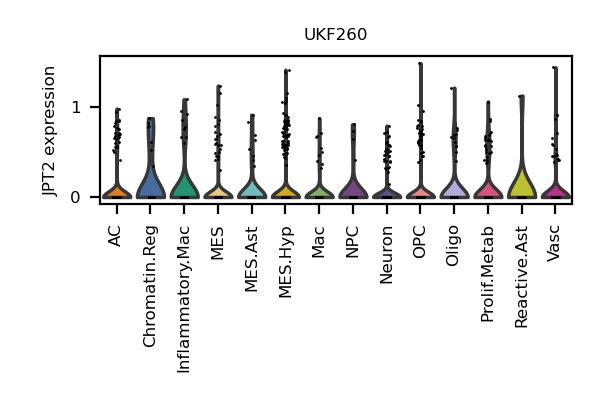 UKF260
JPT2 expression
1
0
AC
Chromatin.Reg
Inflammatory.Mac
MES
MES.Ast
MES.Hyp
Mac
NPC
Neuron
OPC
Oligo
Prolif.Metab
Reactive.Ast
Vasc